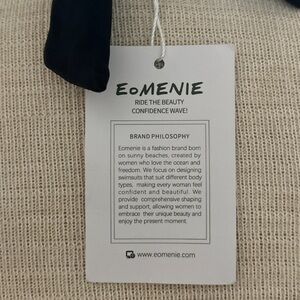 EOMENIE
RIDE THE BEAUTY
CONFIDENCE WAVE!
BRAND PHILOSOPHY
Eomenie is a fashion brand born
on sunny beaches, created by
women who love the ocean and
freedom. We focus on designing
swimsuits that suit different body
types, making every woman feel
confident and beautiful. We
provide comprehensive shaping
and support, allowing women to
embrace their unique beauty and
enjoy the present moment.
www.eomenie.com